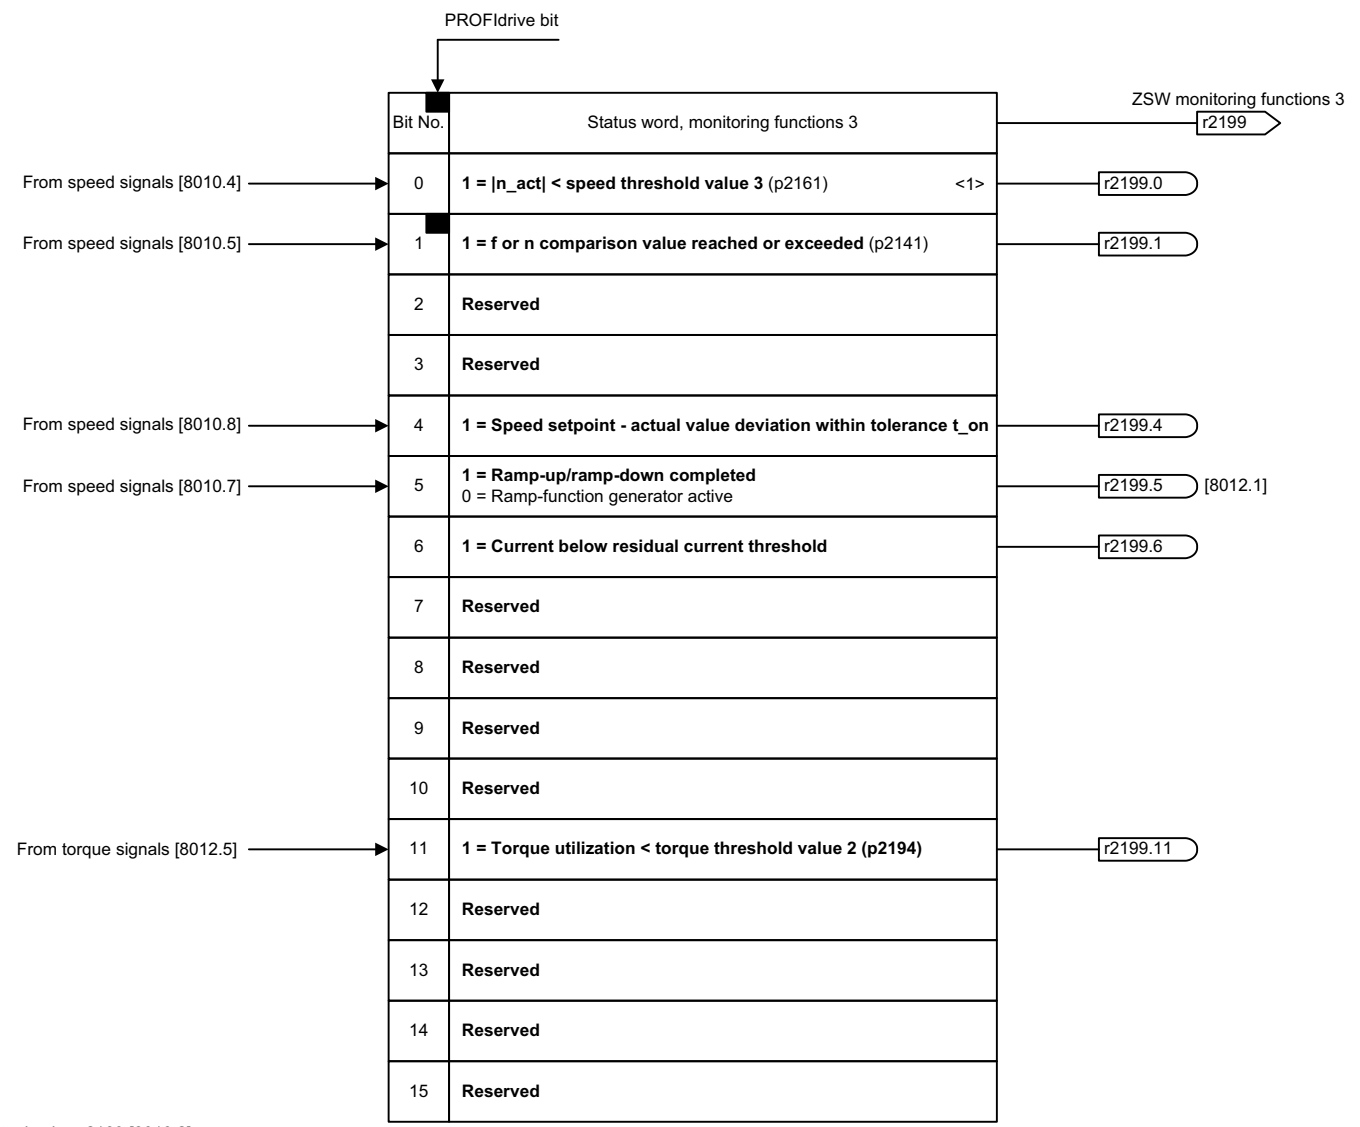 PROFIdrive bit
ZSW monitoring functions 3
Bit No. Status word, monitoring functions 3 r2199
From speed signals [8010.4] 0 1 = |n_act| < speed threshold value 3 (p2161) <1> r2199.0
From speed signals [8010.5] 1 1 = f or n comparison value reached or exceeded (p2141) r2199.1
2 Reserved
3 Reserved
From speed signals [8010.8] 4 1 = Speed setpoint - actual value deviation within tolerance t_on r2199.4
From speed signals [8010.7] 5 1 = Ramp-up/ramp-down completed r2199.5 [8012.1]
0 = Ramp-function generator active
6 1 = Current below residual current threshold r2199.6
7 Reserved
8 Reserved
9 Reserved
10 Reserved
From torque signals [8012.5] 11 1 = Torque utilization < torque threshold value 2 (p2194) r2199.11
12 Reserved
13 Reserved
14 Reserved
15 Reserved